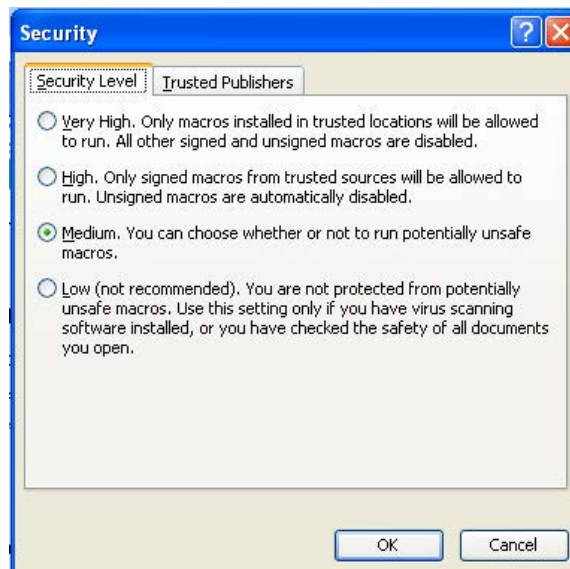 Security
Security Level Trusted Publishers
Very High. Only macros installed in trusted locations will be allowed
to run. All other signed and unsigned macros are disabled.
High. Only signed macros from trusted sources will be allowed to
run. Unsigned macros are automatically disabled.
Medium. You can choose whether or not to run potentially unsafe
macros.
Low (not recommended). You are not protected from potentially
unsafe macros. Use this setting only if you have virus scanning
software installed, or you have checked the safety of all documents
you open.
OK Cancel